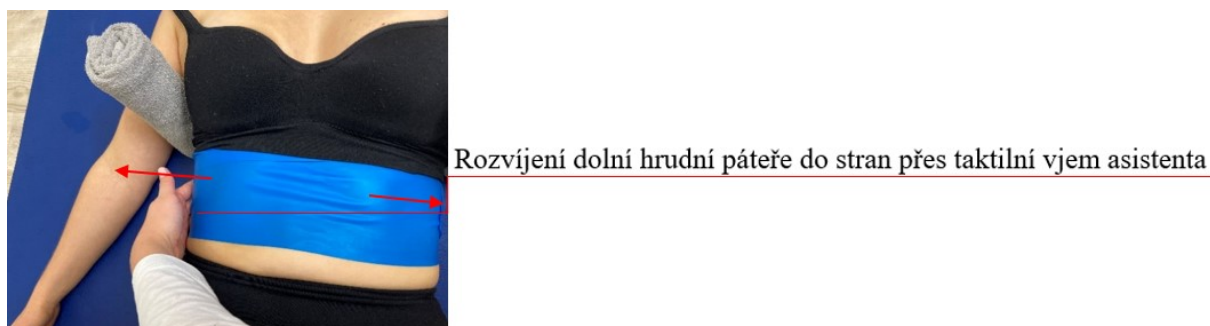 Rozvíjení dolní hrudní páteře do stran přes taktilní vjem asistenta